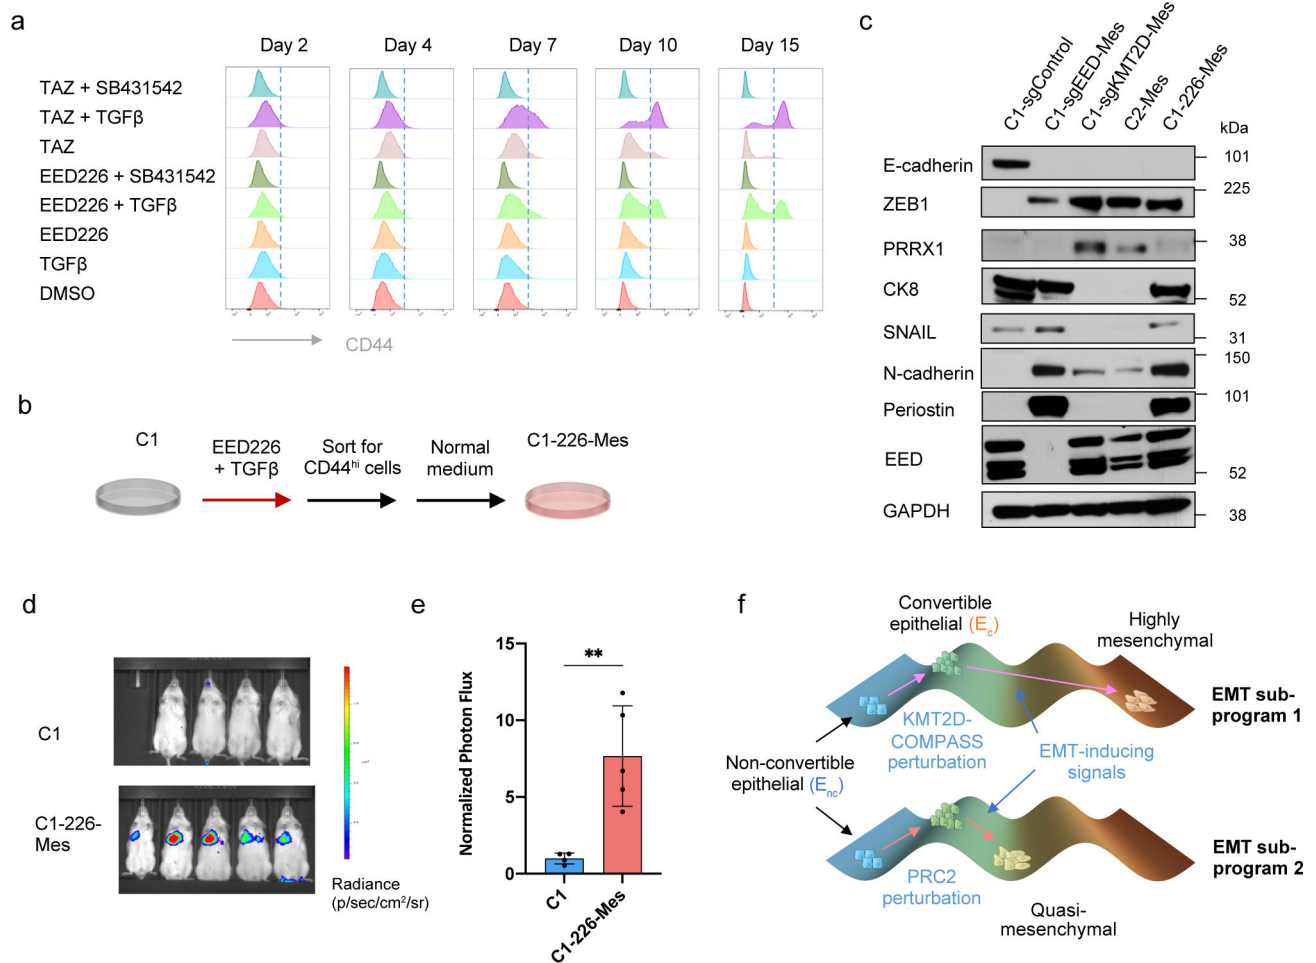 a
Day 2
Day 4
Day 7
Day 10
Day 15
TAZ + SB431542
TAZ + TGFβ
TAZ
EED226 + SB431542
EED226 + TGFβ
EED226
TGFβ
DMSO
CD44
b
C1
EED226
+ TGFβ
Sort for
CD44hi cells
Normal
medium
C1-226-Mes
c
C1-sgControl
C1-sgEED-Mes
C1-sgKMT2D-Mes
C2-Mes
C1-226-Mes
kDa
E-cadherin
101
225
ZEB1
PRRX1
38
CK8
52
SNAIL
31
150
N-cadherin
101
Periostin
EED
52
GAPDH
38
d
C1
C1-226-
Mes
Radiance
(p/sec/cm²/sr)
e
Normalized Photon Flux
15
10
5
0
**
C1
C1-226-Mes
f
Convertible
epithelial (Ec)
Highly
mesenchymal
EMT sub-
program 1
KMT2D-
COMPASS
perturbation
EMT-inducing
signals
Non-convertible
epithelial (Enc)
EMT sub-
program 2
PRC2
perturbation
Quasi-
mesenchymal